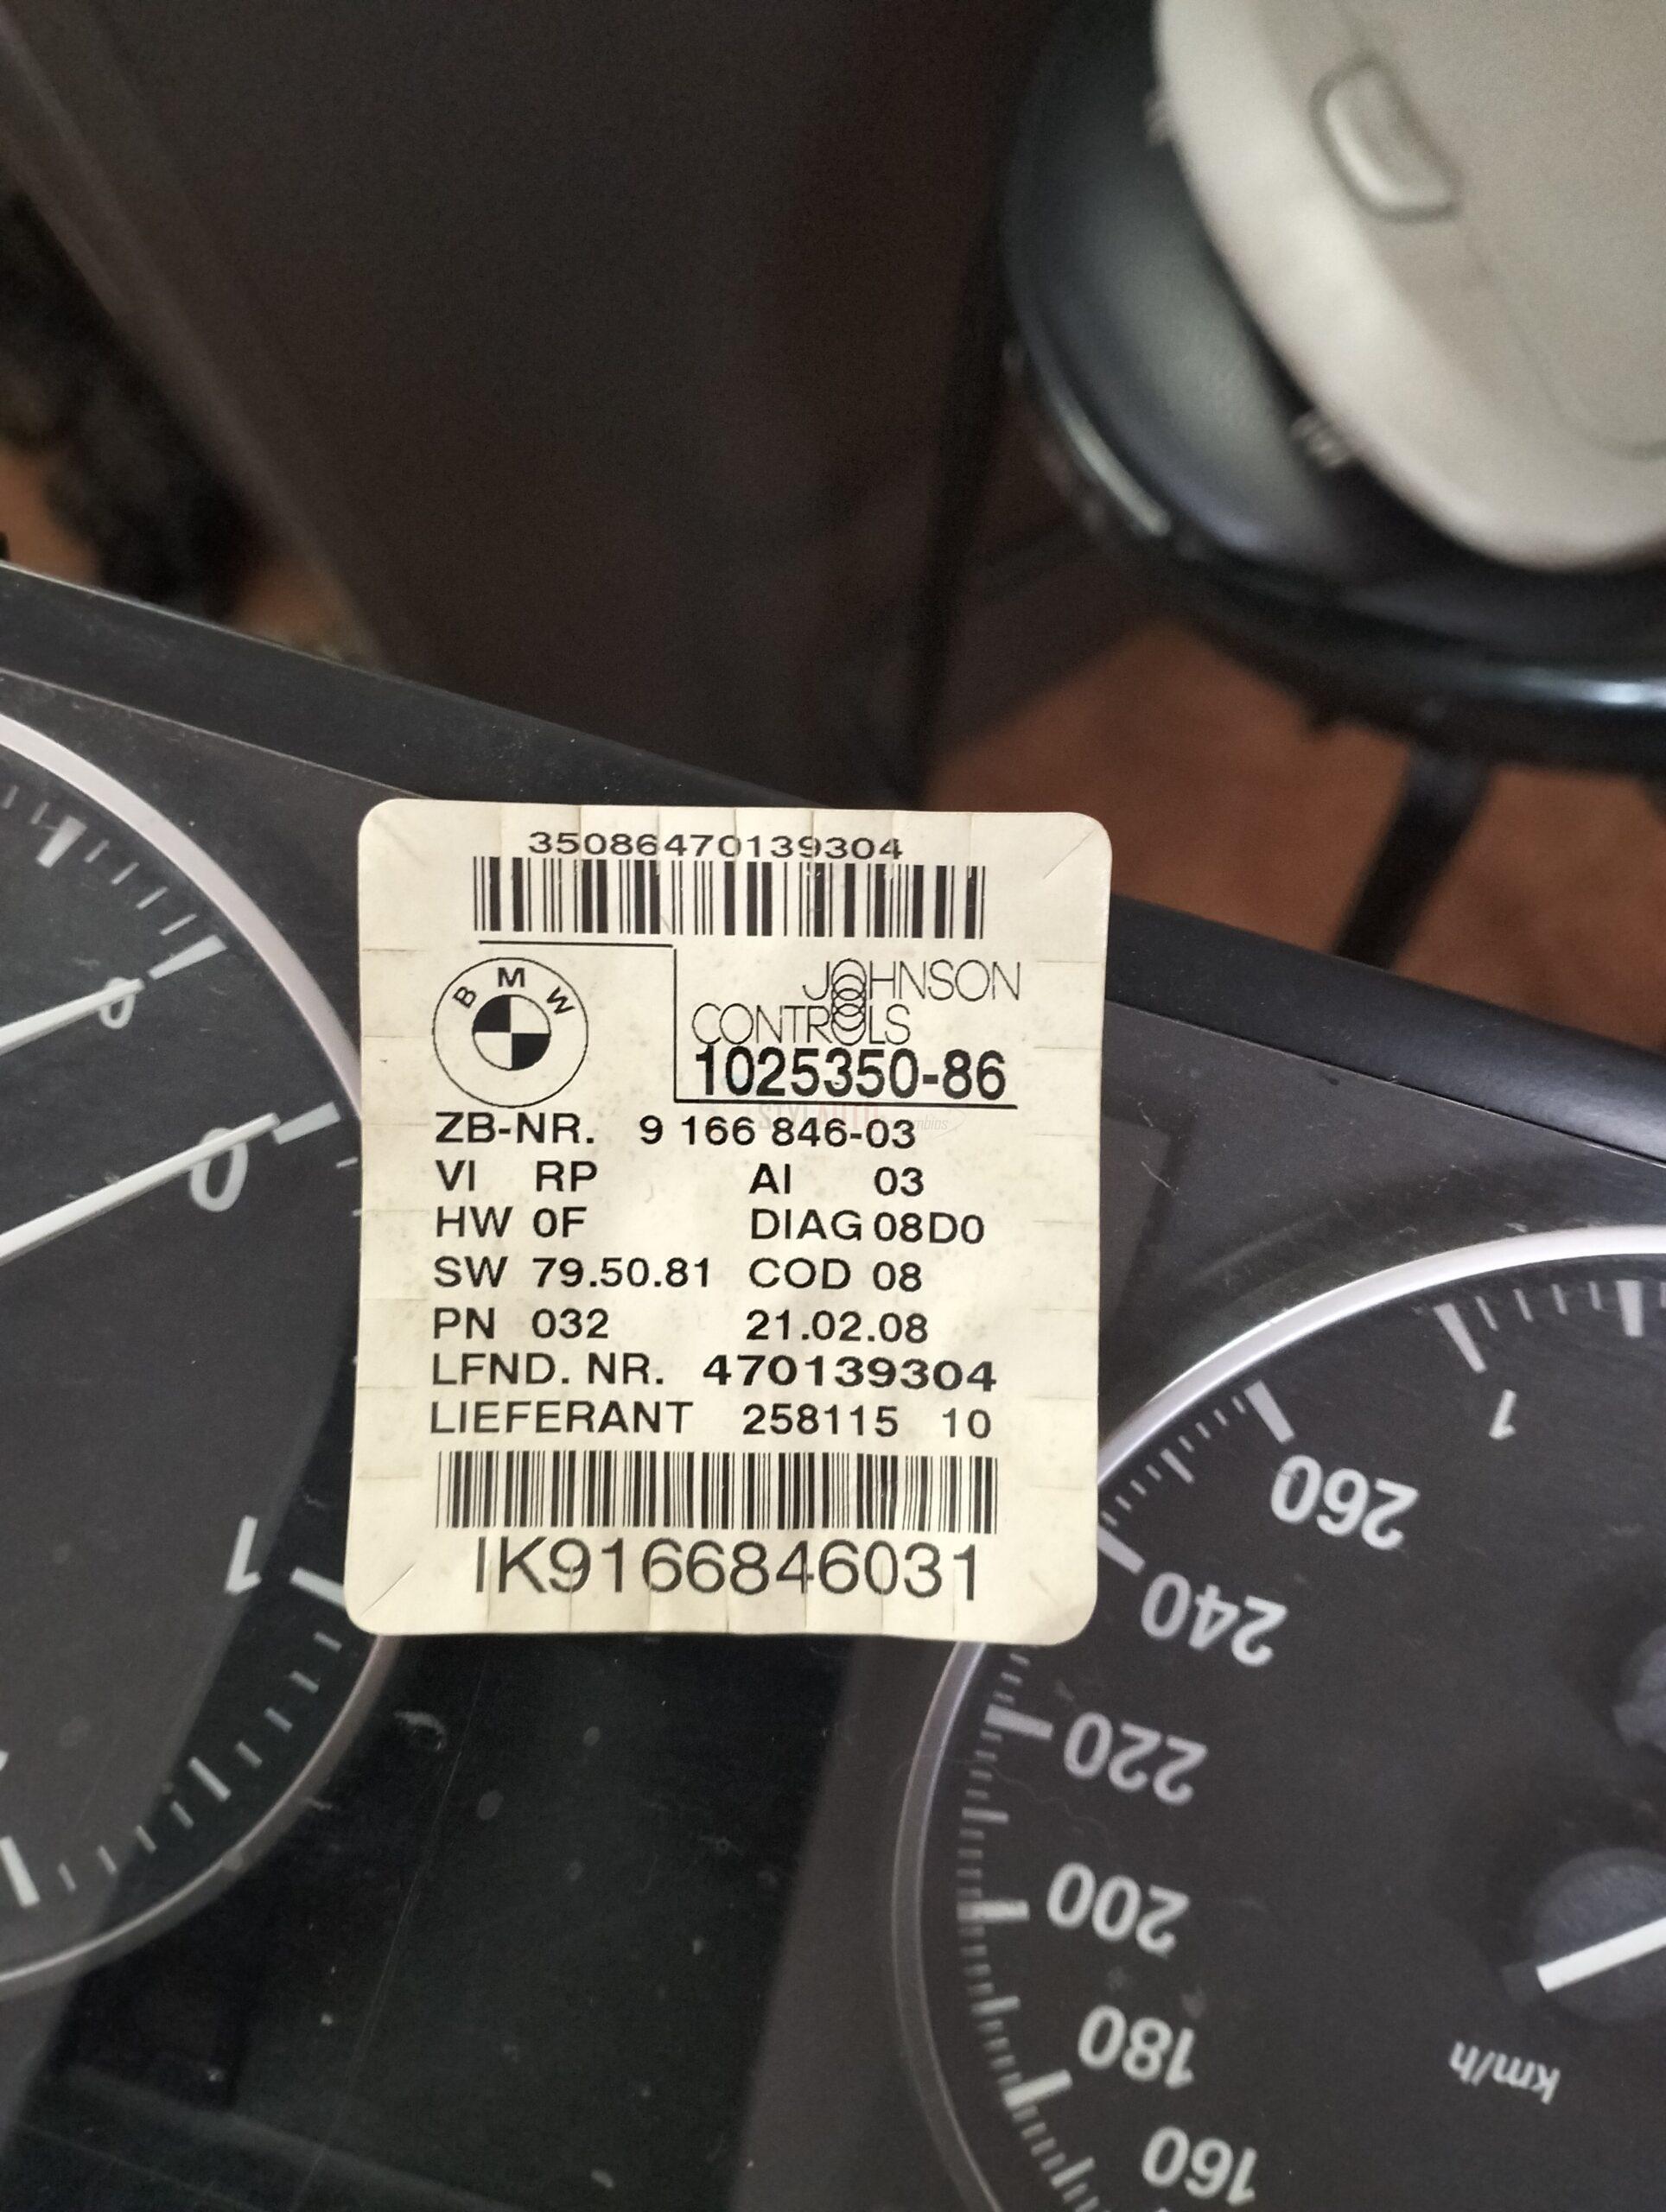 35086470139304
BMW
JOHNSON
CONTROLS
1025350-86
ZB-NR. 9 166 846-03
VI RP AI 03
HW 0F DIAG 08D0
SW 79.50.81 COD 08
PN 032 21.02.08
LFND. NR. 470139304
LIEFERANT 258115 10
IK9166846031
0
1
1
260
240
220
200
180
160
km/h